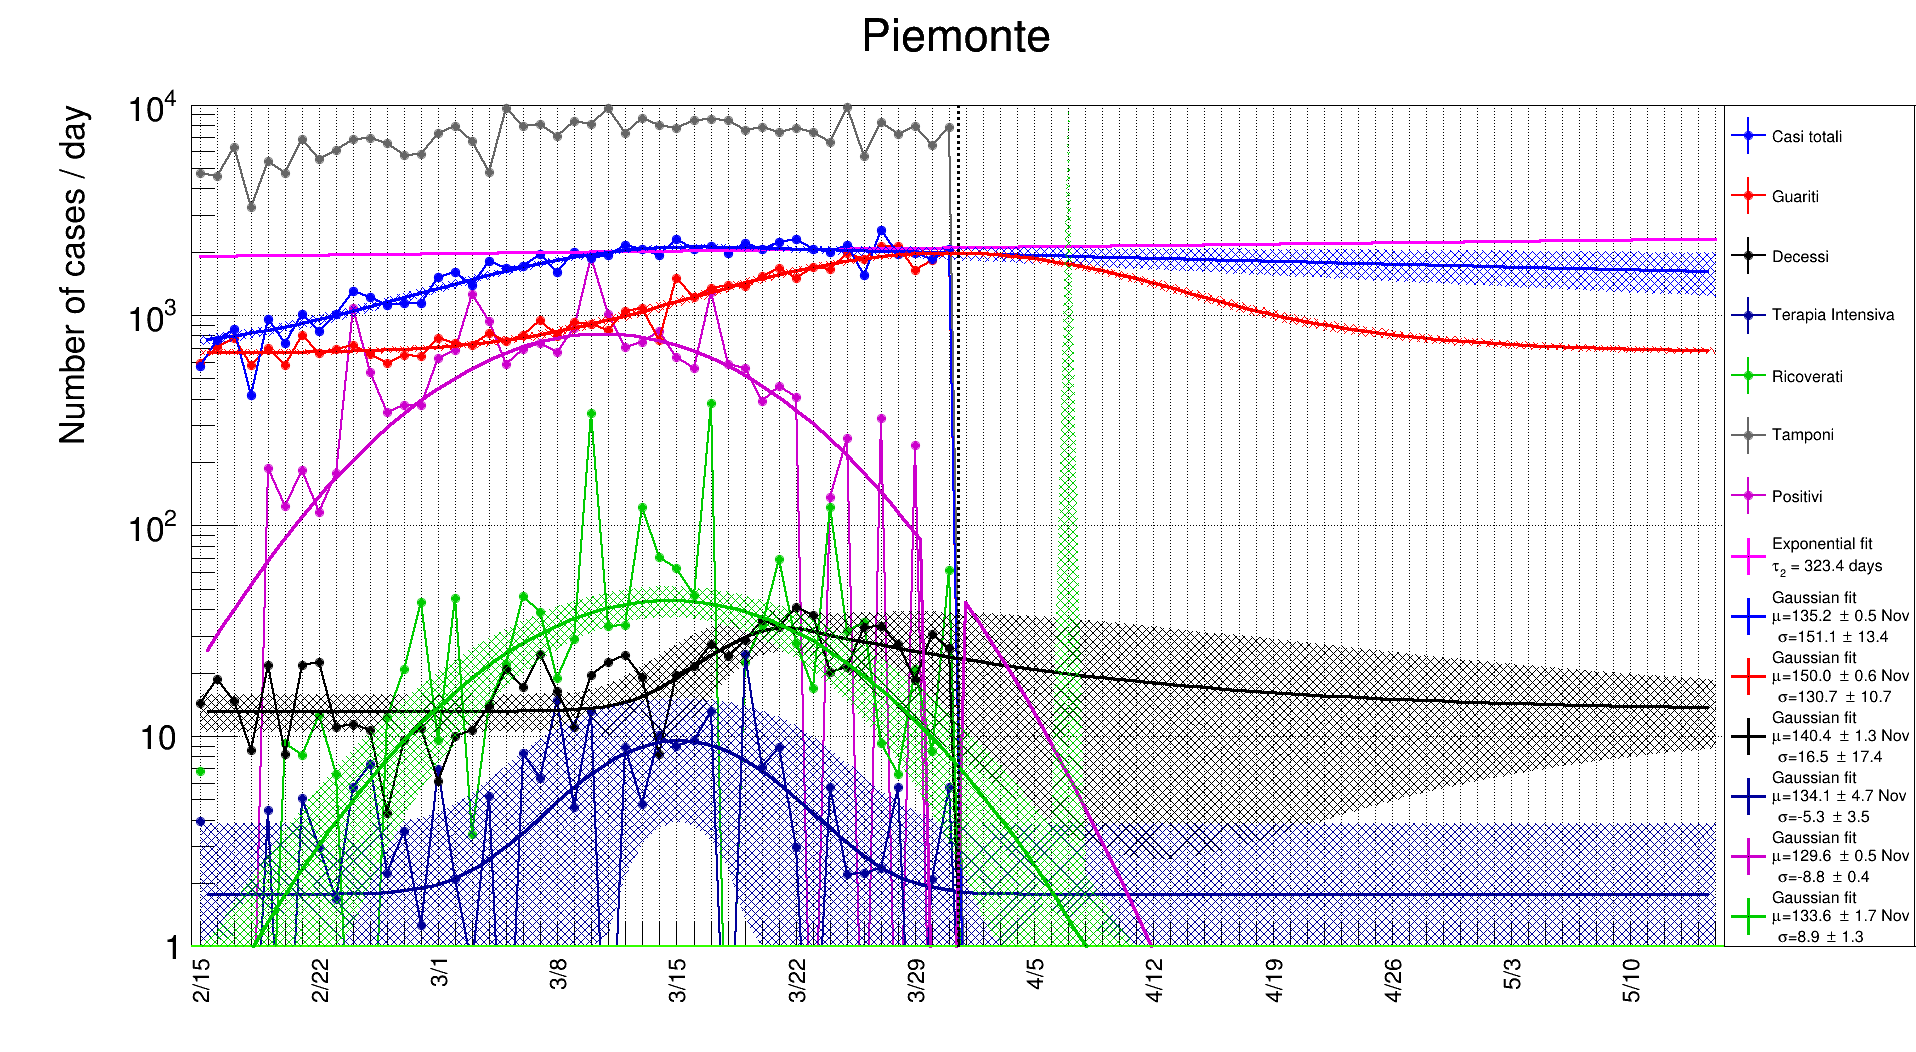 Piemonte
Number of cases / day
10⁴
10³
10²
10
1
2/15
2/22
3/1
3/8
3/15
3/22
3/29
4/5
4/12
4/19
4/26
5/3
5/10
Casi totali
Guariti
Decessi
Terapia Intensiva
Ricoverati
Tamponi
Positivi
Exponential fit
τ₂ = 323.4 days
Gaussian fit
μ=135.2 ± 0.5 Nov
σ=151.1 ± 13.4
Gaussian fit
μ=150.0 ± 0.6 Nov
σ=130.7 ± 10.7
Gaussian fit
μ=140.4 ± 1.3 Nov
σ=16.5 ± 17.4
Gaussian fit
μ=134.1 ± 4.7 Nov
σ=-5.3 ± 3.5
Gaussian fit
μ=129.6 ± 0.5 Nov
σ=-8.8 ± 0.4
Gaussian fit
μ=133.6 ± 1.7 Nov
σ=8.9 ± 1.3